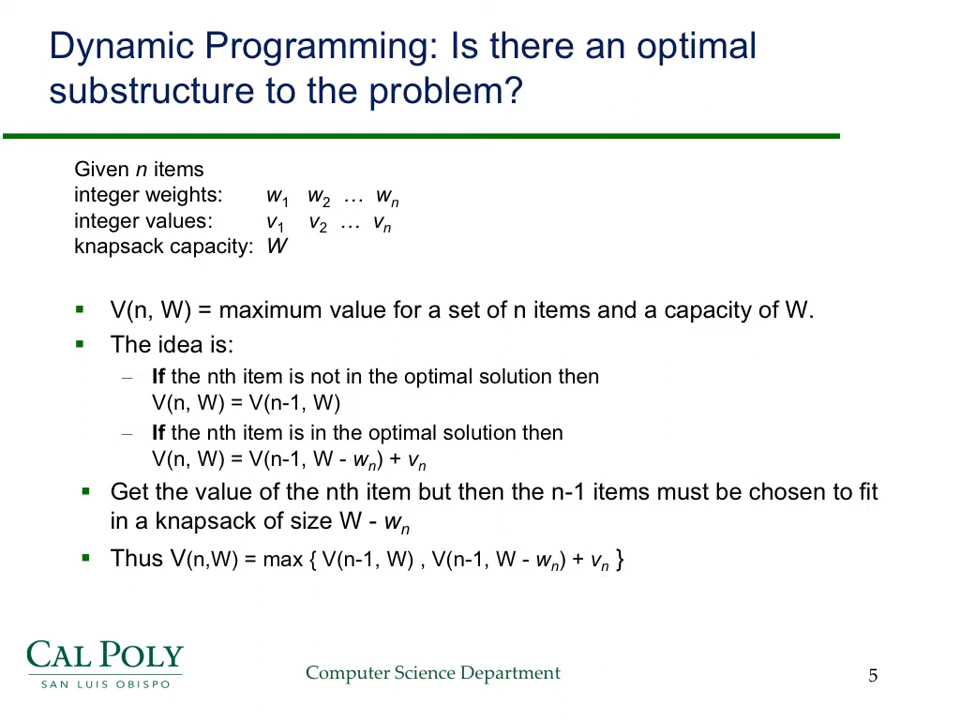 Dynamic Programming: Is there an optimal
substructure to the problem?
Given n items
integer weights: w1 w2 … wn
integer values: v1 v2 … vn
knapsack capacity: W
▪ V(n, W) = maximum value for a set of n items and a capacity of W.
▪ The idea is:
– If the nth item is not in the optimal solution then
V(n, W) = V(n-1, W)
– If the nth item is in the optimal solution then
V(n, W) = V(n-1, W - wn) + vn
▪ Get the value of the nth item but then the n-1 items must be chosen to fit
in a knapsack of size W - wn
▪ Thus V(n,W) = max { V(n-1, W) , V(n-1, W - wn) + vn }
CAL POLY
SAN LUIS OBISPO
Computer Science Department
5